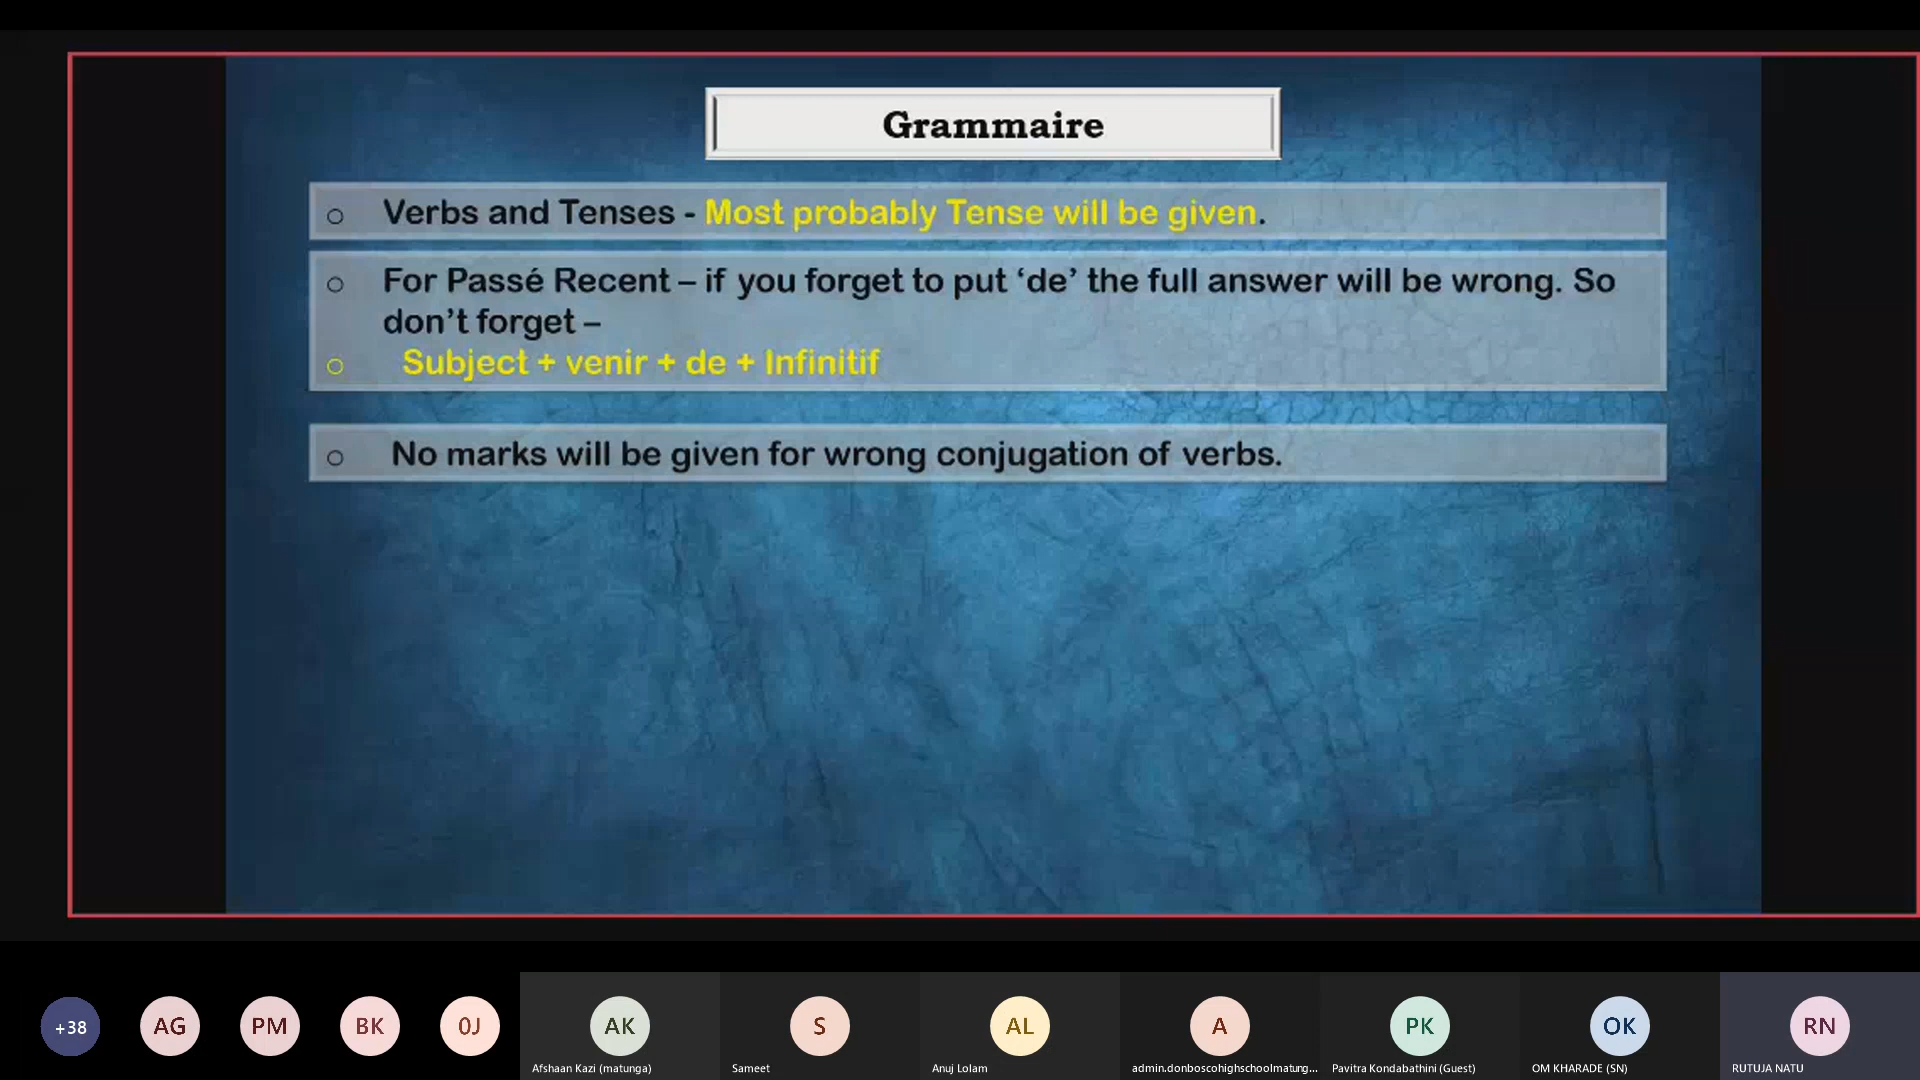 Grammaire
o Verbs and Tenses - Most probably Tense will be given.
o For Passé Recent – if you forget to put ‘de’ the full answer will be wrong. So
don’t forget –
o Subject + venir + de + Infinitif
o No marks will be given for wrong conjugation of verbs.
+38
AG
PM
BK
0J
AK
S
AL
A
PK
OK
RN
Afshaan Kazi (matunga)
Sameet
Anuj Lolam
admin.donboscohighschoolmatung...
Pavitra Kondabathini (Guest)
OM KHARADE (SN)
RUTUJA NATU